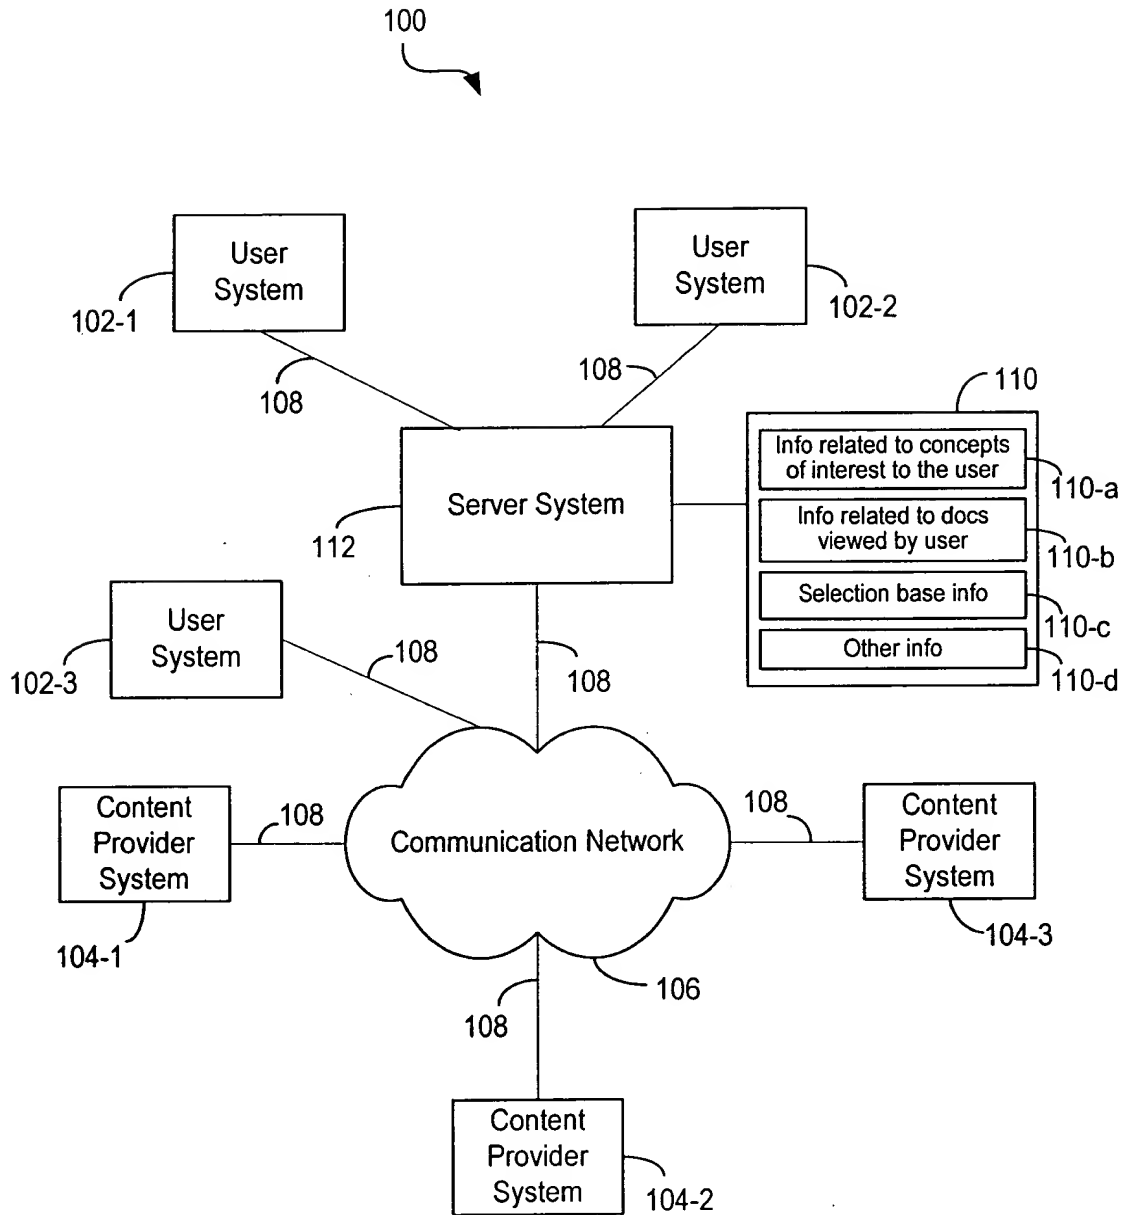 100
User
System
102-1
User
System
102-2
108
108
110
Info related to concepts
of interest to the user
110-a
Info related to docs
viewed by user
110-b
Selection base info
110-c
Other info
110-d
Server System
112
User
System
102-3
108
108
Content
Provider
System
104-1
108
Communication Network
106
108
Content
Provider
System
104-3
108
Content
Provider
System
104-2